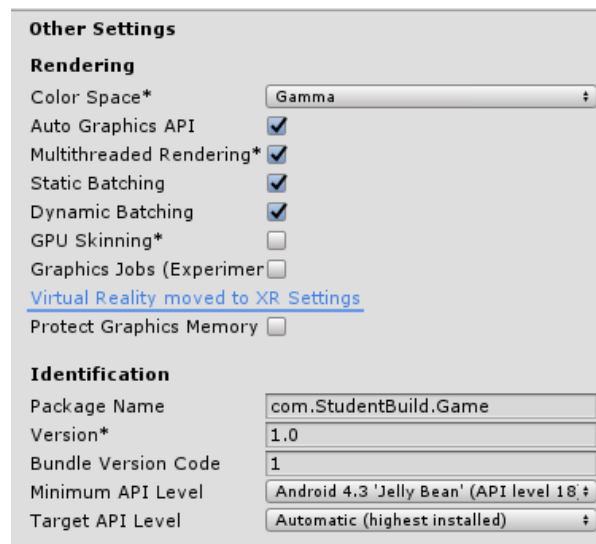 Other Settings
Rendering
Color Space* Gamma
Auto Graphics API
Multithreaded Rendering*
Static Batching
Dynamic Batching
GPU Skinning*
Graphics Jobs (Experimer
Virtual Reality moved to XR Settings
Protect Graphics Memory
Identification
Package Name com.StudentBuild.Game
Version* 1.0
Bundle Version Code 1
Minimum API Level Android 4.3 'Jelly Bean' (API level 18)
Target API Level Automatic (highest installed)